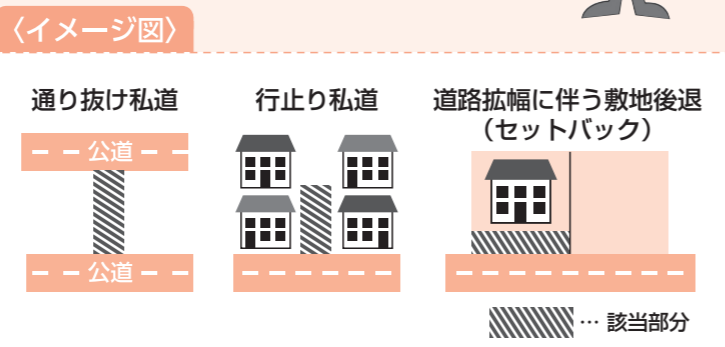 〈イメージ図〉
通り抜け私道
行止り私道
道路拡幅に伴う敷地後退
（セットバック）
公道
公道
… 該当部分